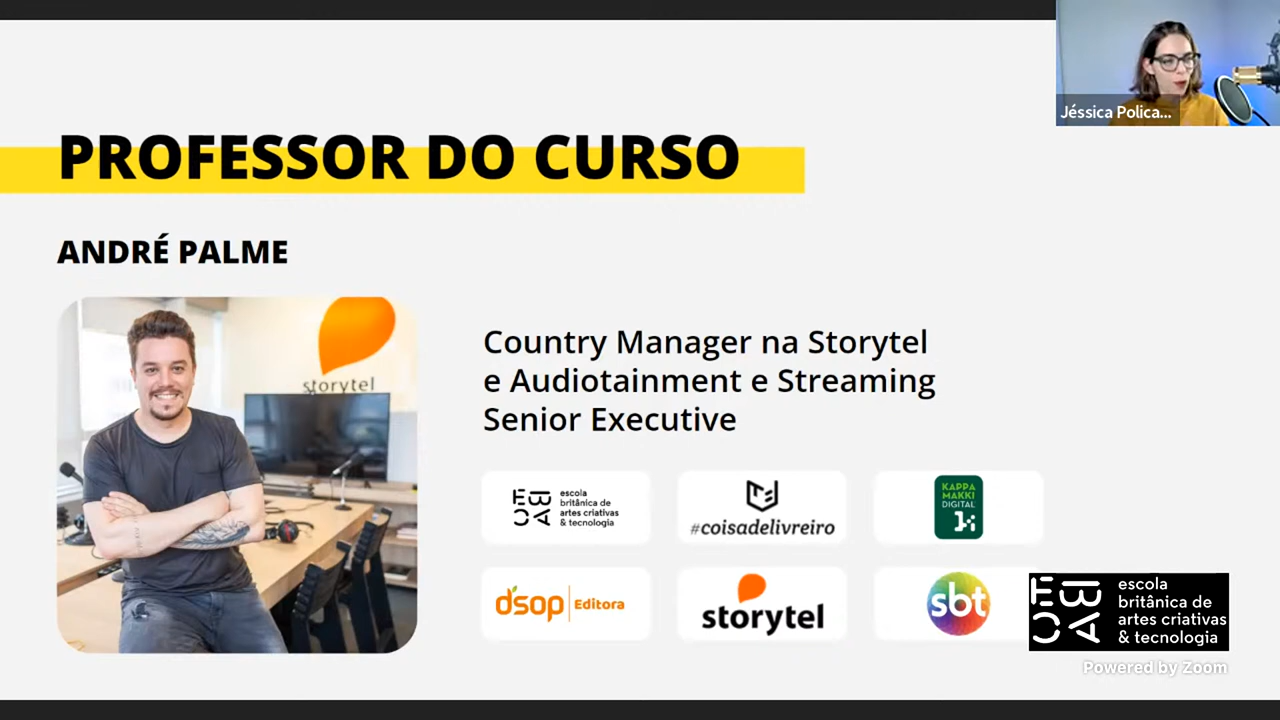 Jéssica Polica...
PROFESSOR DO CURSO
ANDRÉ PALME
storytel
Country Manager na Storytel
e Audiotainment e Streaming
Senior Executive
EBAC
escola
britânica de
artes criativas
& tecnologia
#coisadelivreiro
KAPPA
MAKKI
DIGITAL
k
dsop Editora
storytel
sbt
EBAC
escola
britânica de
artes criativas
& tecnologia
Powered by Zoom